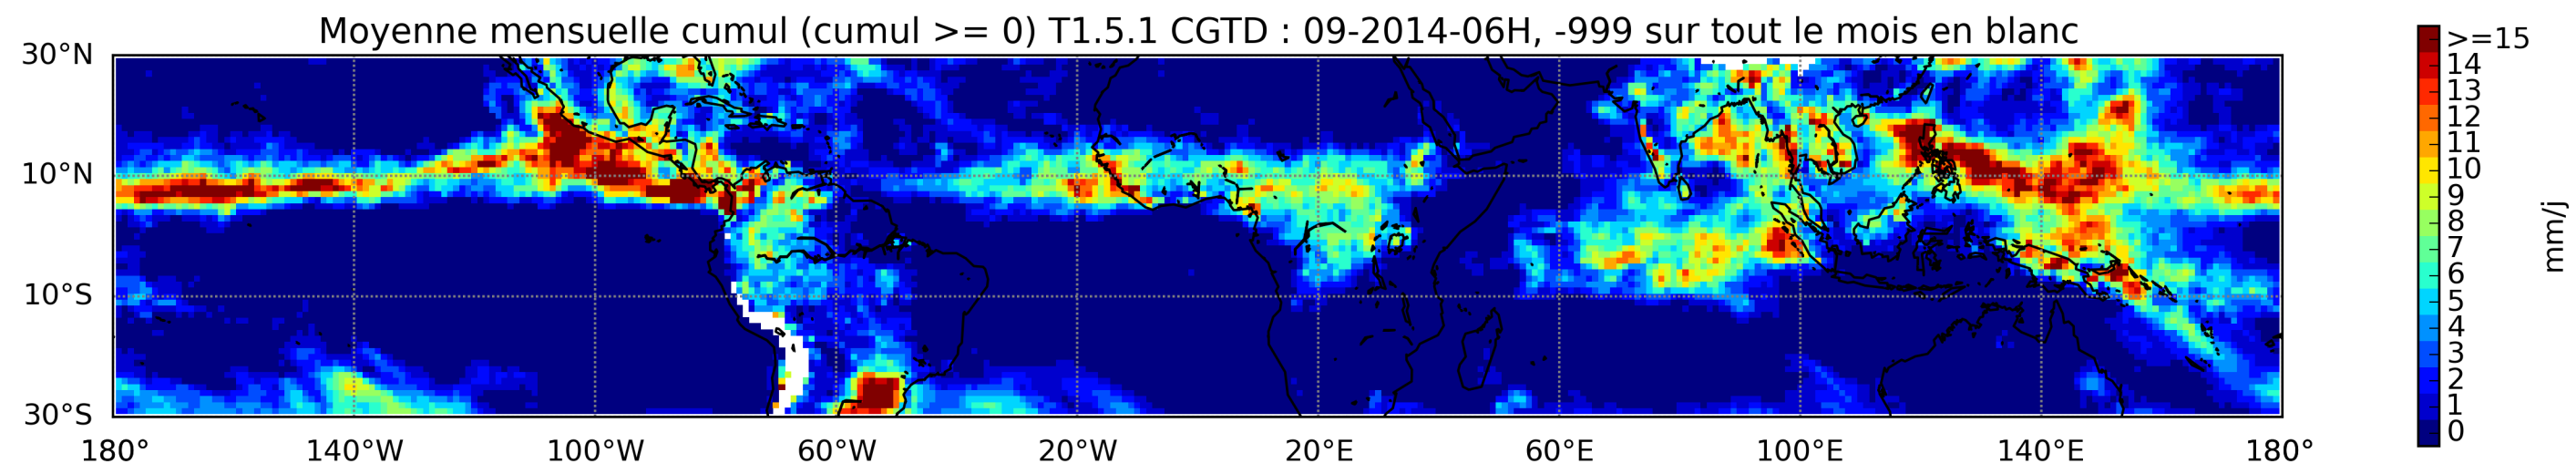 Moyenne mensuelle cumul (cumul >= 0) T1.5.1 CGTD : 09-2014-06H, -999 sur tout le mois en blanc
30°N
10°N
10°S
30°S
180°
140°W
100°W
60°W
20°W
20°E
60°E
100°E
140°E
180°
>=15
14
13
12
11
10
9
8
7
6
5
4
3
2
1
0
mm/j